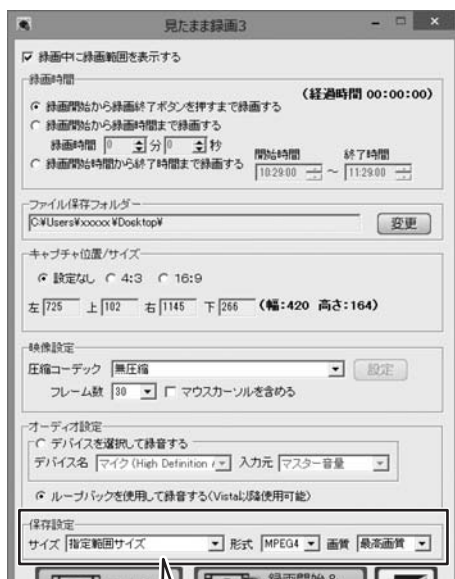 見たまま録画3
録画中に録画範囲を表示する
録画時間
(経過時間 00:00:00)
録画開始から録画終了ボタンを押すまで録画する
録画開始から録画時間まで録画する
録画時間 0 分 0 秒
録画開始時間から終了時間まで録画する
開始時間 終了時間
10:29:00 ～ 11:29:00
ファイル保存フォルダー
C:¥Users¥xxxxx¥Desktop¥ 変更
キャプチャ位置/サイズ
設定なし 4:3 16:9
左 725 上 102 右 1145 下 266 (幅:420 高さ:164)
映像設定
圧縮コーデック 無圧縮 設定
フレーム数 30 マウスカーソルを含める
オーディオ設定
デバイスを選択して録音する
デバイス名 マイク (High Definition 入力元 マスター音量
ループバックを使用して録音する(Vista以降使用可能)
保存設定
サイズ 指定範囲サイズ 形式 MPEG4 画質 最高画質